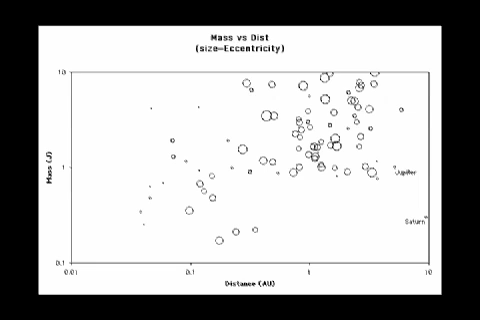 Mass vs Dist
(size=Eccentricity)
10
Mass (J)
1
Jupiter
Saturn
0.1
0.01
0.1
1
10
Distance (AU)